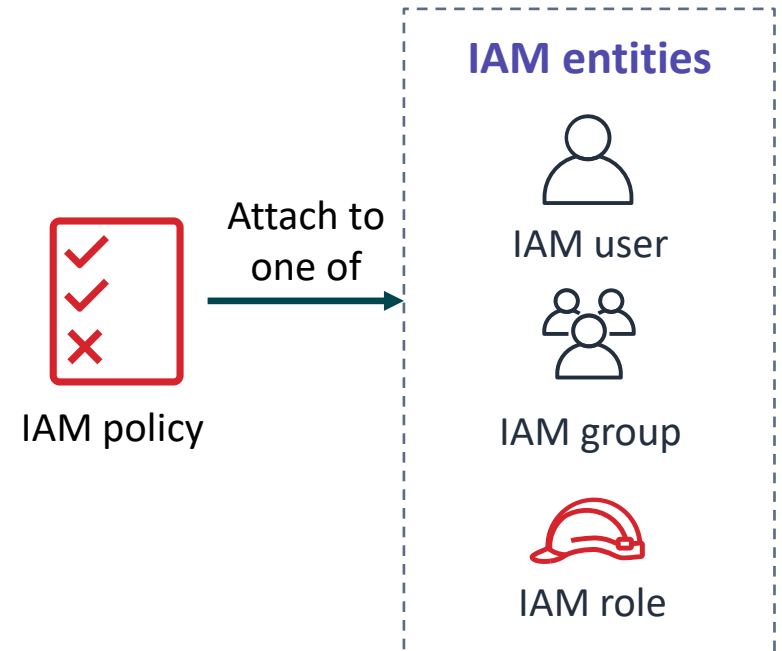 IAM entities
Attach to
one of
IAM user
IAM policy
IAM group
IAM role